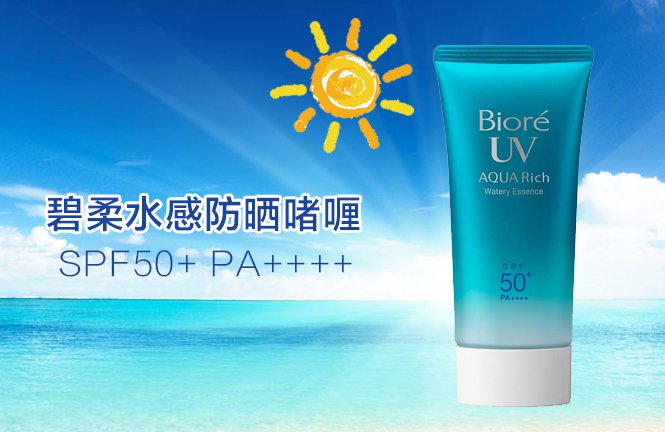 碧柔水感防晒啫喱
SPF50+ PA++++
Bioré
UV
AQUA Rich
Watery Essence
SPF
50+
PA++++